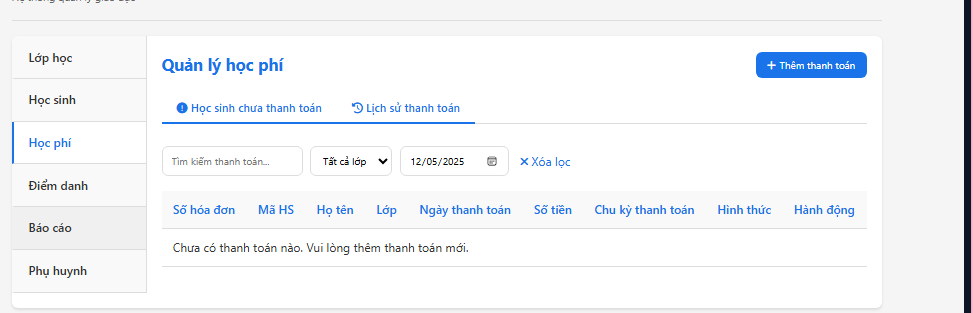 Hệ thống quản lý giáo dục
Lớp học
Học sinh
Học phí
Điểm danh
Báo cáo
Phụ huynh
Quản lý học phí
+ Thêm thanh toán
Học sinh chưa thanh toán
Lịch sử thanh toán
Tìm kiếm thanh toán...
Tất cả lớp
12/05/2025
× Xóa lọc
Số hóa đơn Mã HS Họ tên Lớp Ngày thanh toán Số tiền Chu kỳ thanh toán Hình thức Hành động
Chưa có thanh toán nào. Vui lòng thêm thanh toán mới.